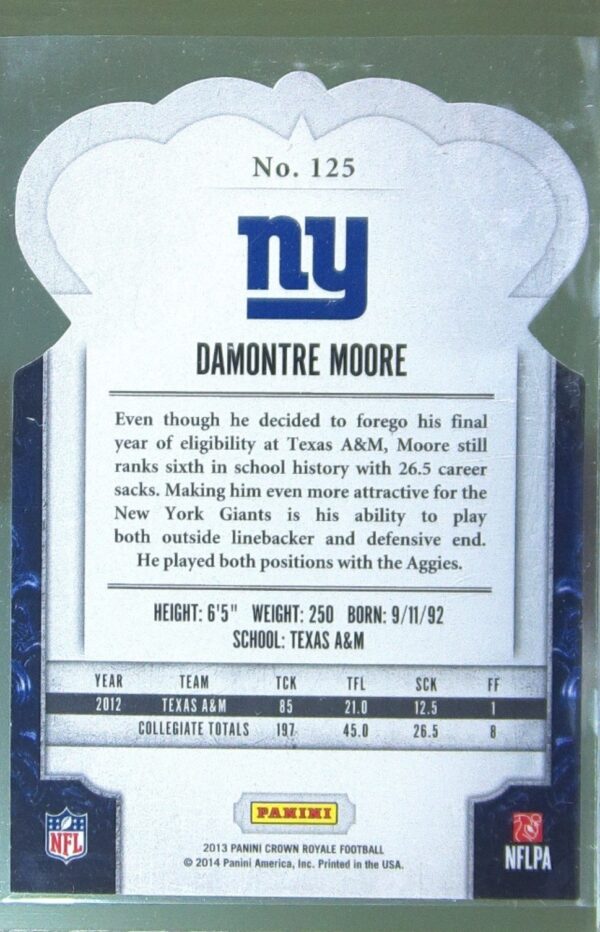 No. 125
ny
DAMONTRE MOORE
Even though he decided to forego his final
year of eligibility at Texas A&M, Moore still
ranks sixth in school history with 26.5 career
sacks. Making him even more attractive for the
New York Giants is his ability to play
both outside linebacker and defensive end.
He played both positions with the Aggies.
HEIGHT: 6'5" WEIGHT: 250 BORN: 9/11/92
SCHOOL: TEXAS A&M
YEAR TEAM TCK TFL SCK FF
2012 TEXAS A&M 85 21.0 12.5 1
COLLEGIATE TOTALS 197 45.0 26.5 8
PANINI
NFL
NFLPA
2013 PANINI CROWN ROYALE FOOTBALL
© 2014 Panini America, Inc. Printed in the USA.